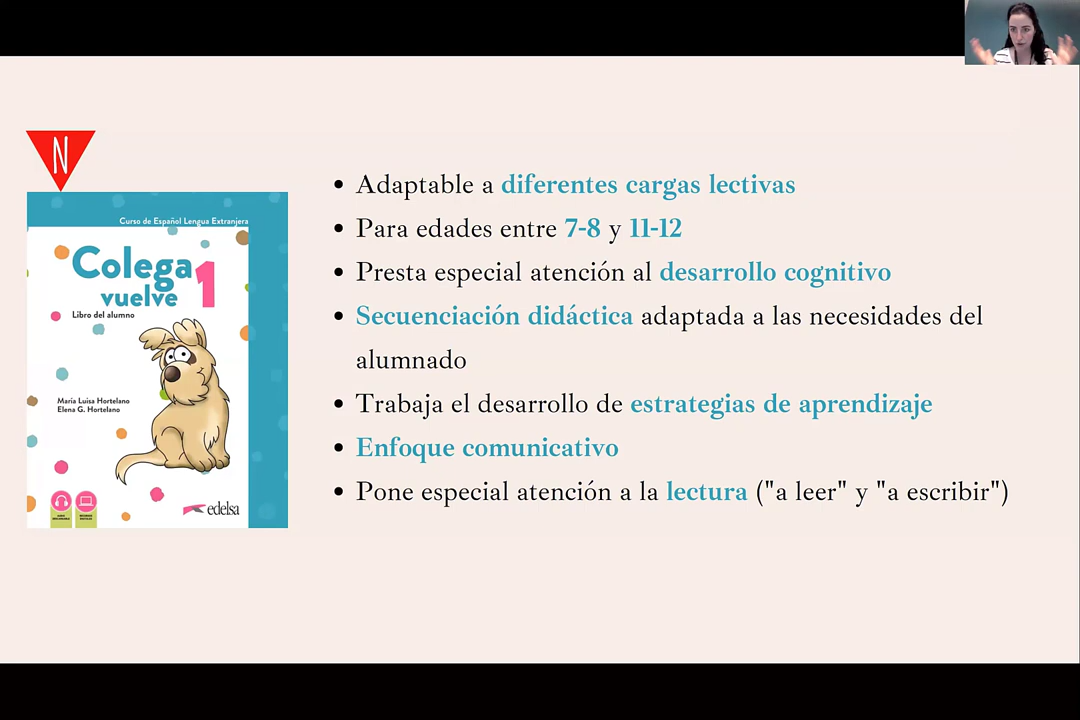 N
Curso de Español Lengua Extranjera
Colega
vuelve 1
Libro del alumno
María Luisa Hortelano
Elena G. Hortelano
edelsa
• Adaptable a diferentes cargas lectivas
• Para edades entre 7-8 y 11-12
• Presta especial atención al desarrollo cognitivo
• Secuenciación didáctica adaptada a las necesidades del
alumnado
• Trabaja el desarrollo de estrategias de aprendizaje
• Enfoque comunicativo
• Pone especial atención a la lectura ("a leer" y "a escribir")